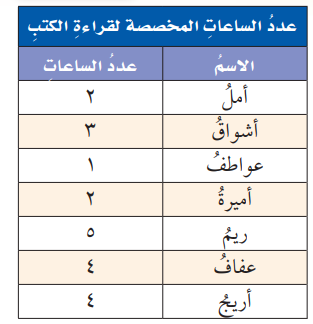 عددُ الساعاتِ المخصصة لقراءةِ الكتبِ
الاسمُ عددُ الساعاتِ
أملُ ٢
أشواقُ ٣
عواطفُ ١
أميرةُ ٢
ريمُ ٥
عفافُ ٤
أريجُ ٤